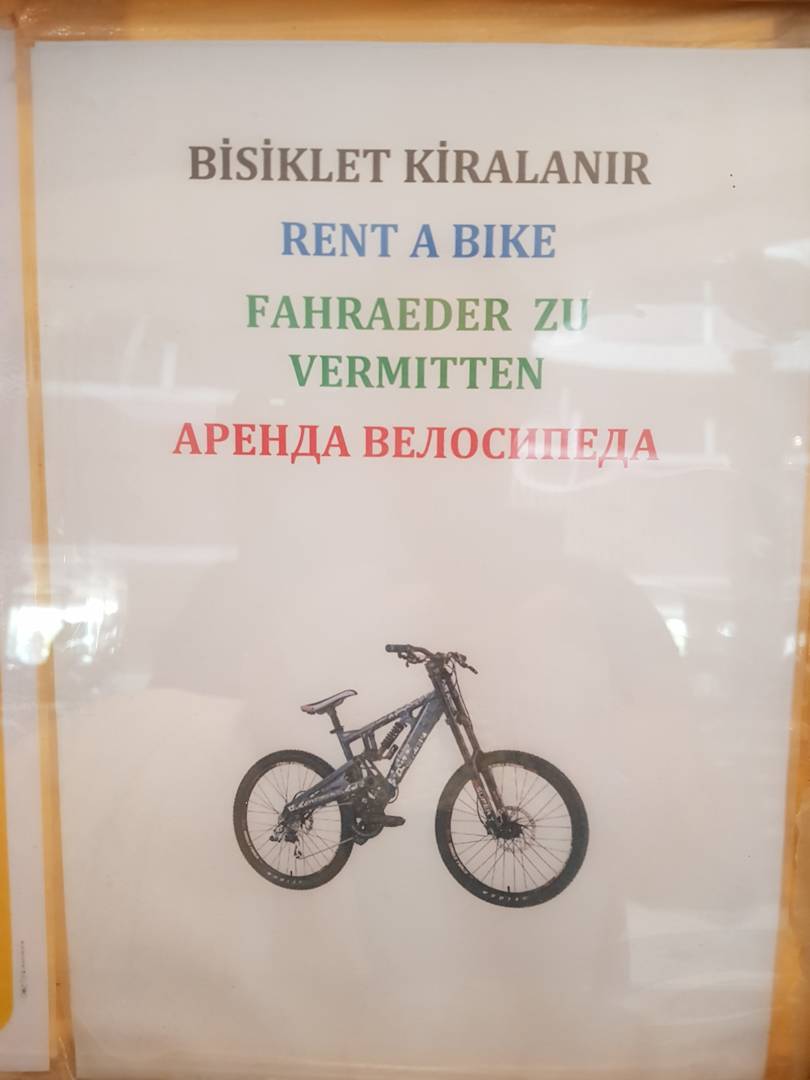 BİSİKLET KİRALANIR
RENT A BIKE
FAHRAEDER ZU
VERMITTEN
АРЕНДА ВЕЛОСИПЕДА